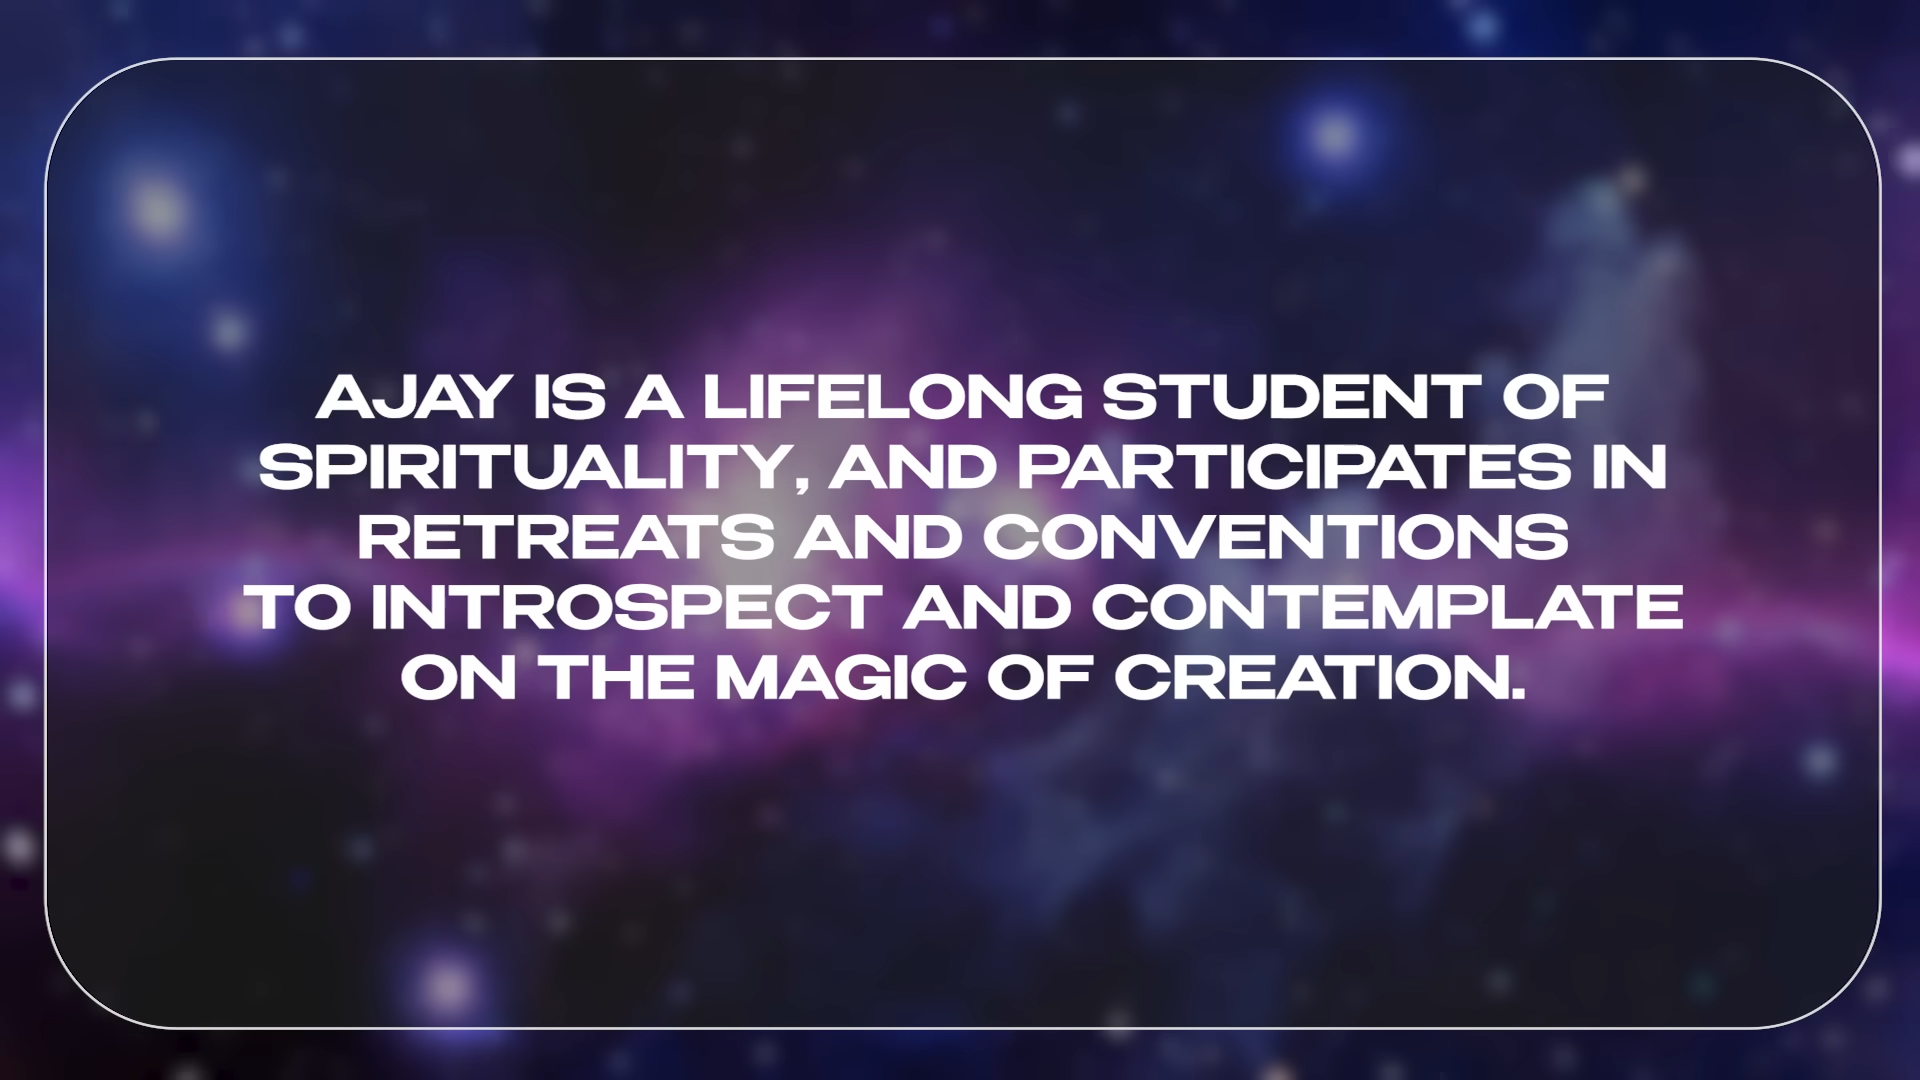 AJAY IS A LIFELONG STUDENT OF
SPIRITUALITY, AND PARTICIPATES IN
RETREATS AND CONVENTIONS
TO INTROSPECT AND CONTEMPLATE
ON THE MAGIC OF CREATION.